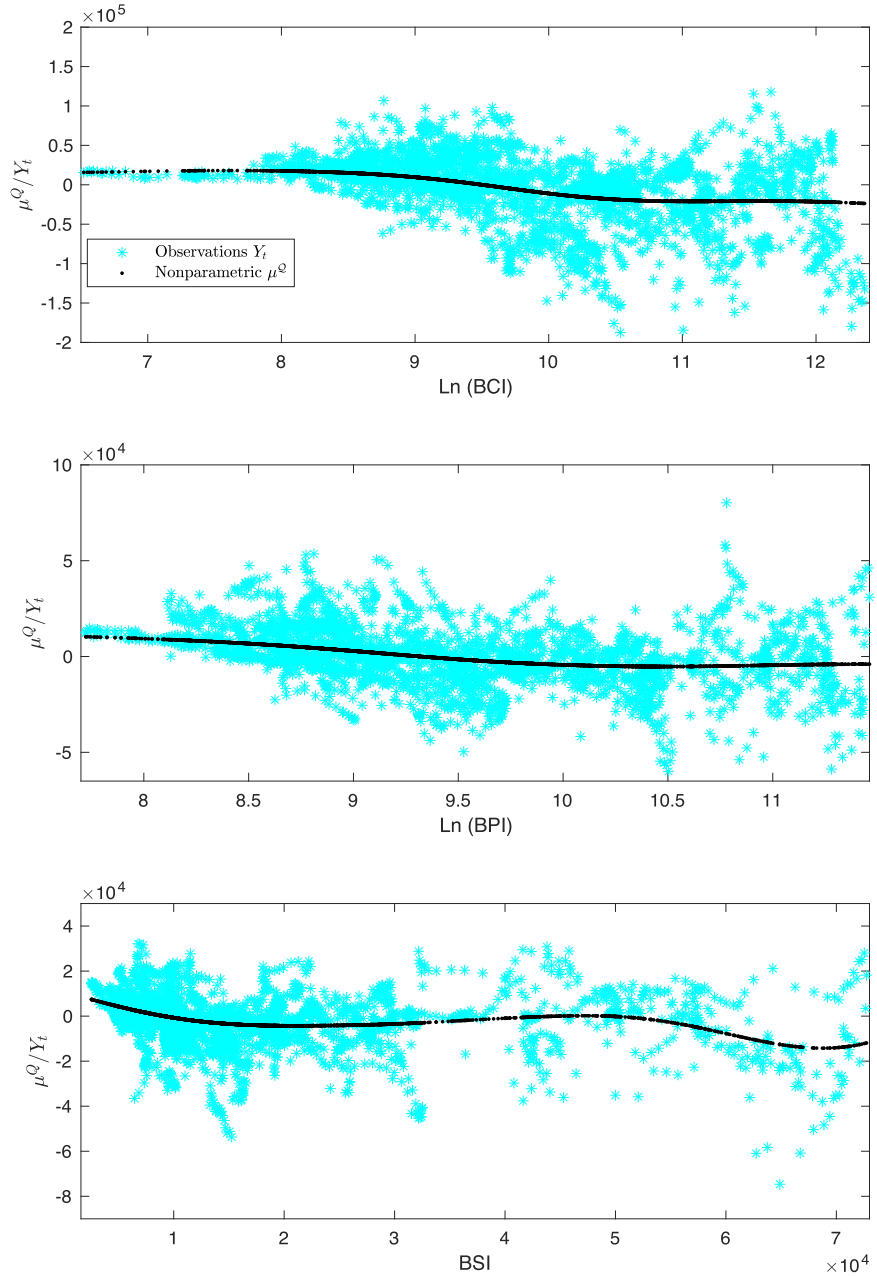 ×10^5
2
1.5
1
0.5
0
-0.5
-1
-1.5
-2
μ^Q/Y_t
Observations Y_t
Nonparametric μ^Q
7 8 9 10 11 12
Ln (BCI)
×10^4
10
5
0
-5
μ^Q/Y_t
8 8.5 9 9.5 10 10.5 11
Ln (BPI)
×10^4
4
2
0
-2
-4
-6
-8
μ^Q/Y_t
1 2 3 4 5 6 7
BSI
×10^4